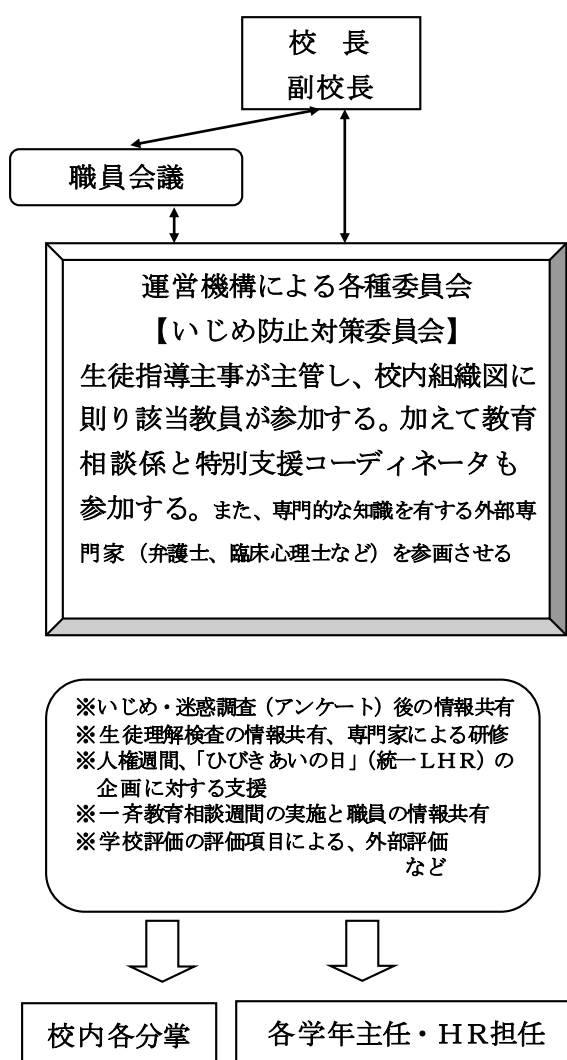 校　長
副校長
職員会議
運営機構による各種委員会
【いじめ防止対策委員会】
生徒指導主事が主管し、校内組織図に
則り該当教員が参加する。加えて教育
相談係と特別支援コーディネータも
参加する。また、専門的な知識を有する外部専
門家（弁護士、臨床心理士など）を参画させる
※いじめ・迷惑調査（アンケート）後の情報共有
※生徒理解検査の情報共有、専門家による研修
※人権週間、「ひびきあいの日」（統一ＬＨＲ）の
企画に対する支援
※一斉教育相談週間の実施と職員の情報共有
※学校評価の評価項目による、外部評価
など
校内各分掌
各学年主任・ＨＲ担任